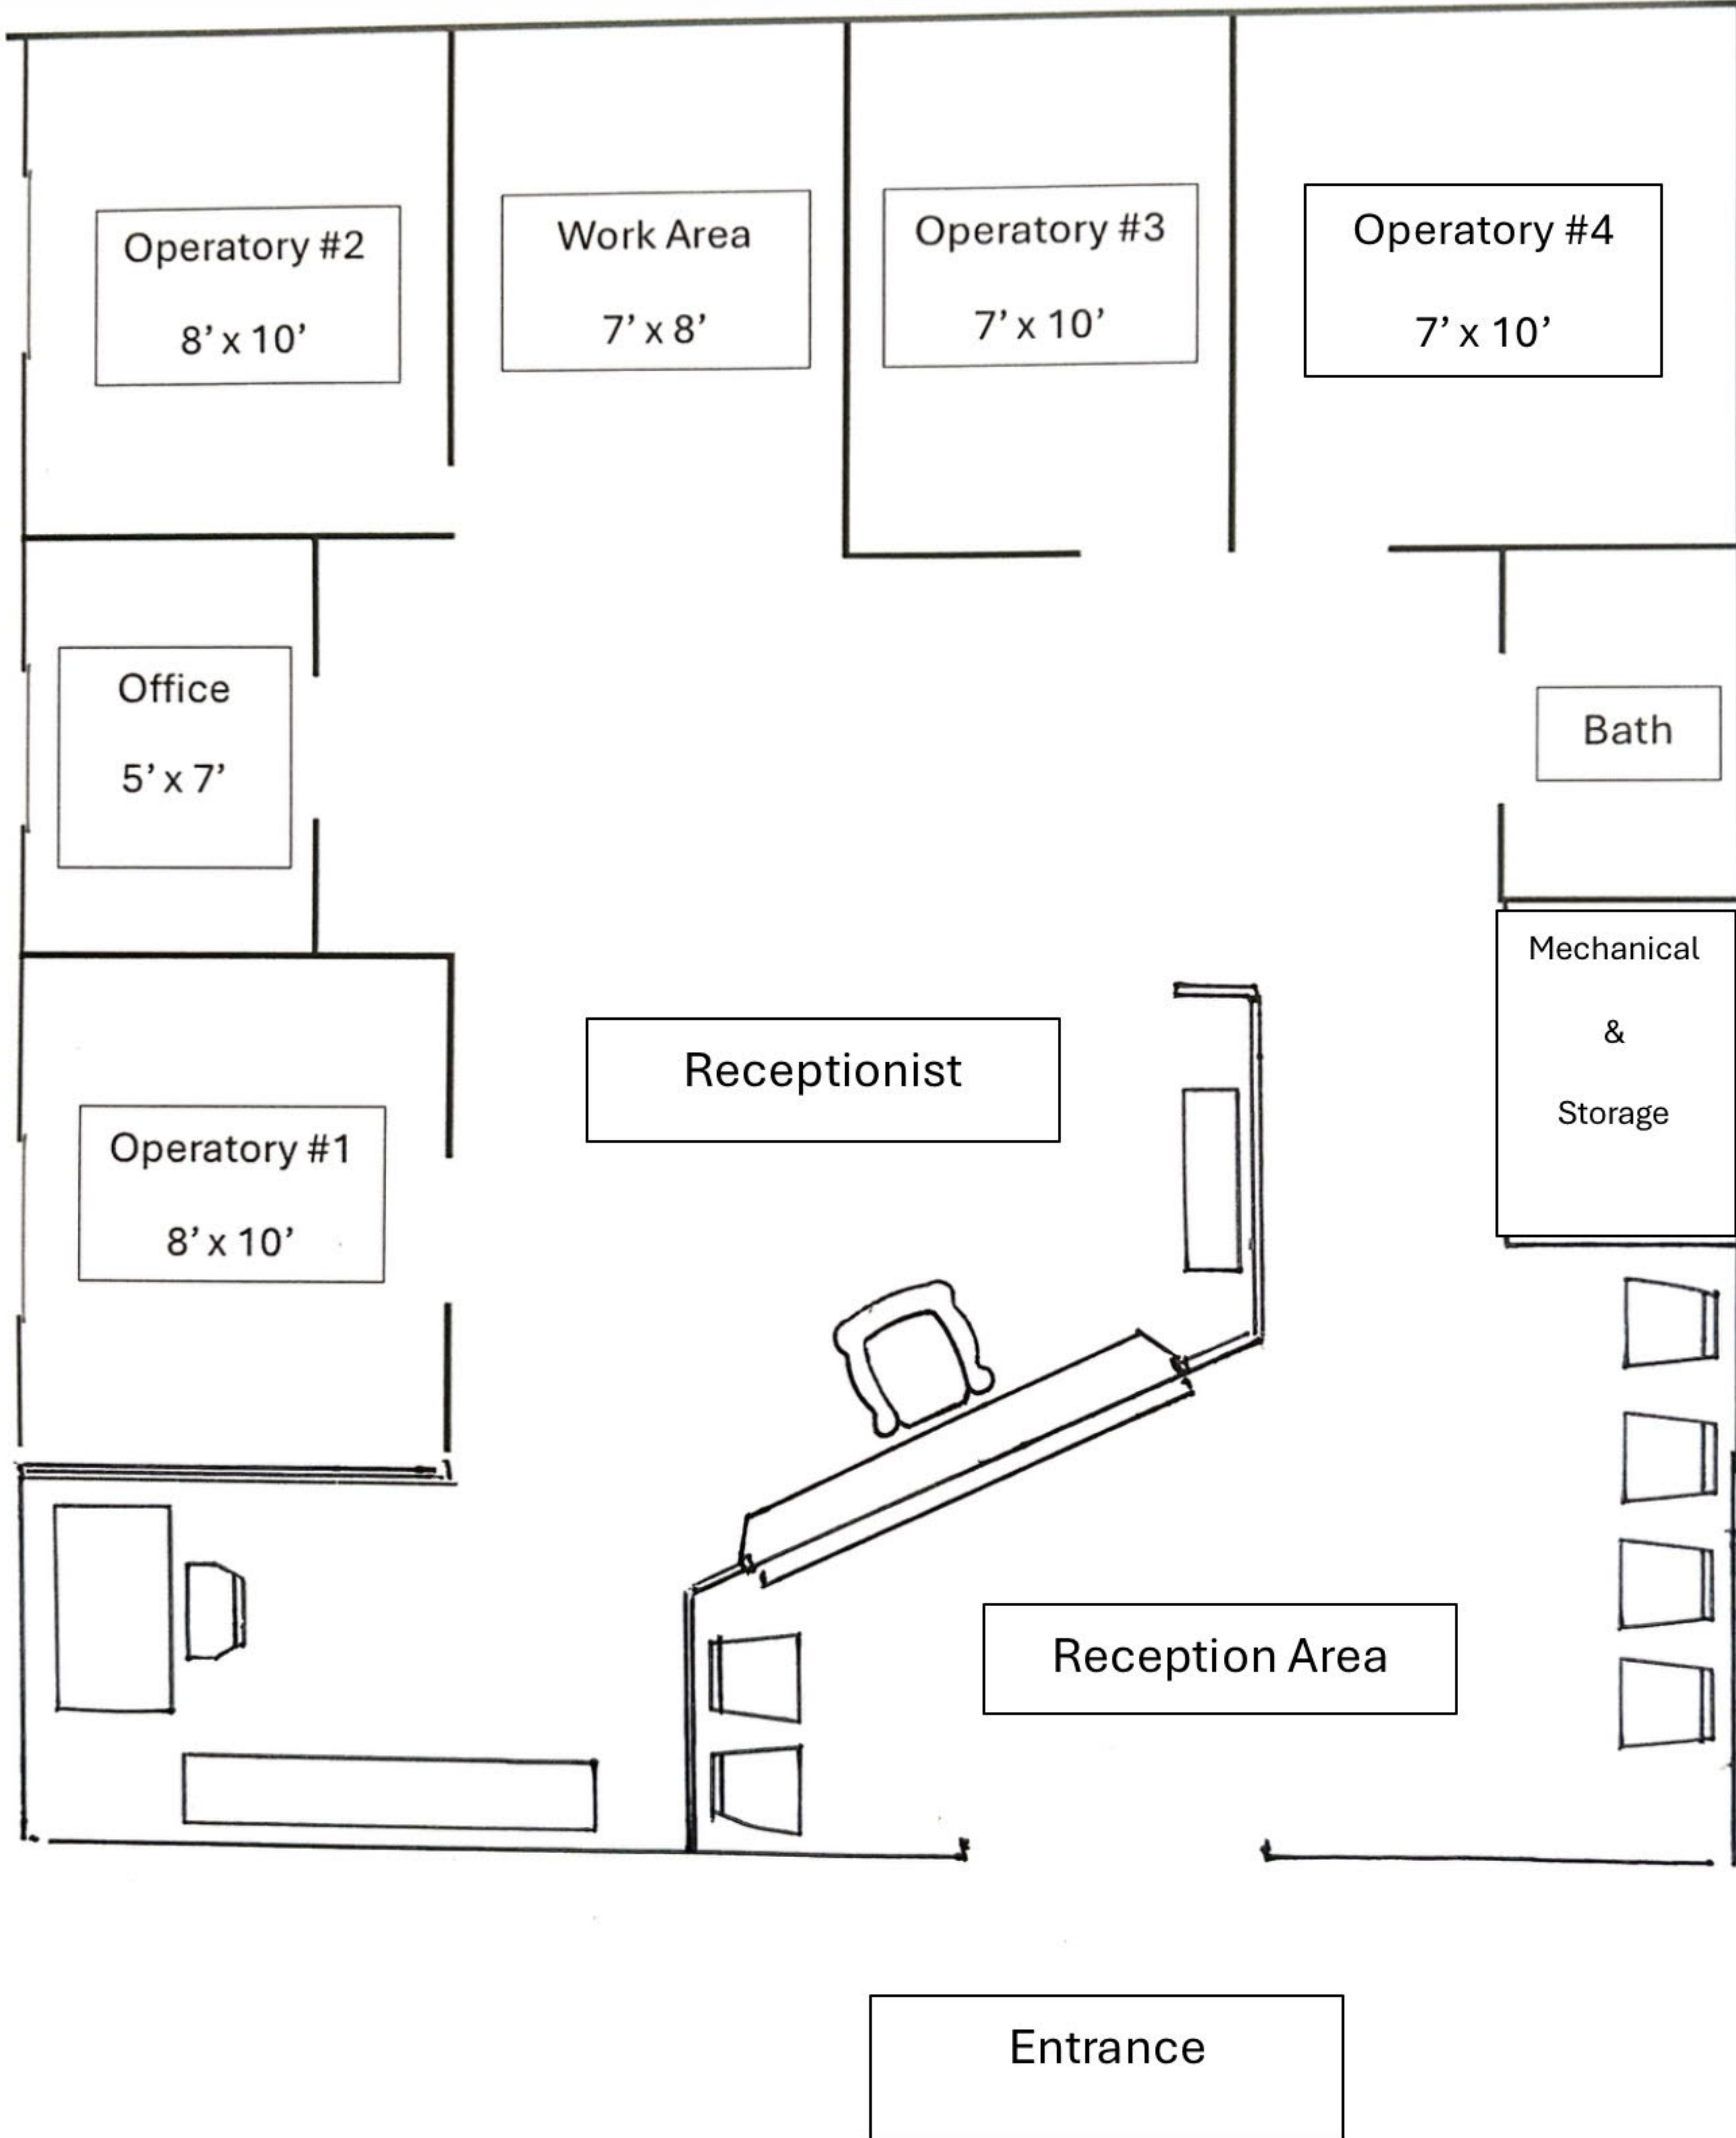 Operatory #2
8’ x 10’
Work Area
7’ x 8’
Operatory #3
7’ x 10’
Operatory #4
7’ x 10’
Office
5’ x 7’
Bath
Mechanical
&
Storage
Receptionist
Operatory #1
8’ x 10’
Reception Area
Entrance